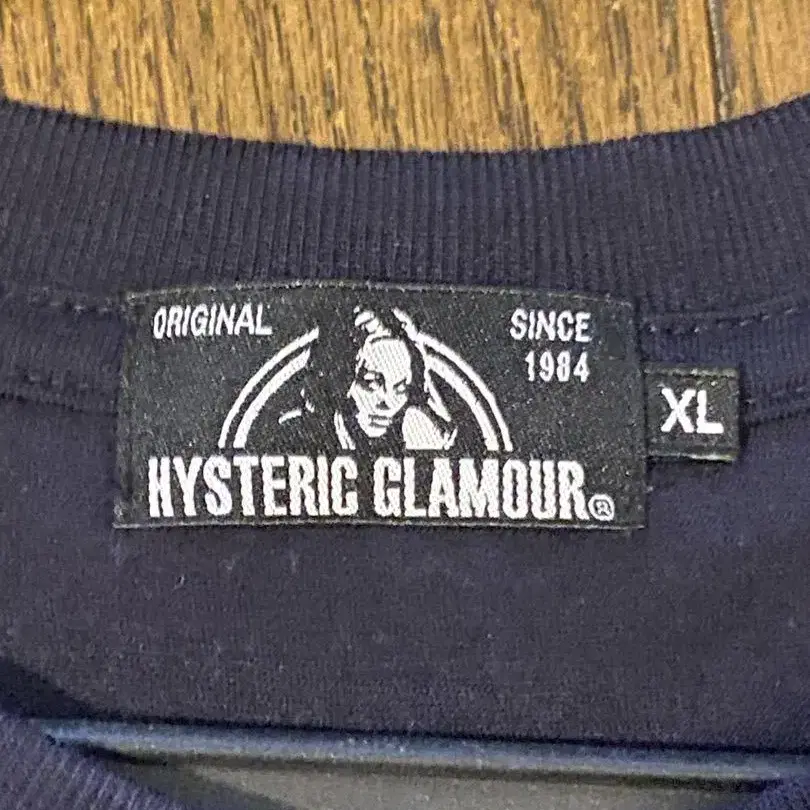 ORIGINAL
SINCE
1984
HYSTERIC GLAMOUR®
XL